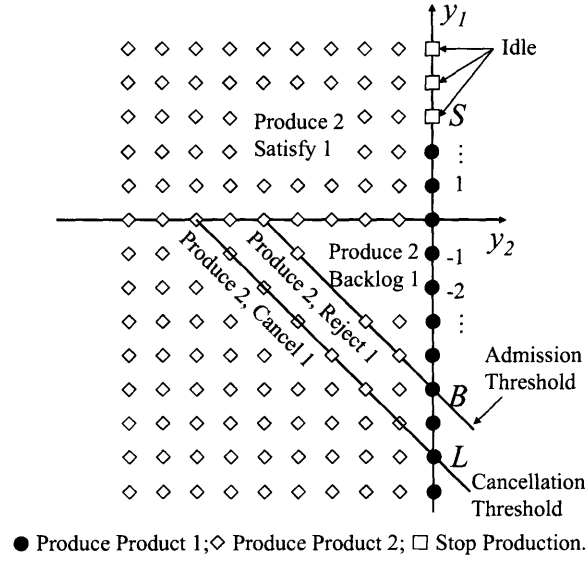 y1
Idle
S
Produce 2
Satisfy 1
⋮
1
y2
Produce 2
Backlog 1
-1
-2
⋮
Produce 2, Reject 1
Produce 2, Cancel 1
Admission
Threshold
B
L
Cancellation
Threshold
● Produce Product 1;◇ Produce Product 2; □ Stop Production.